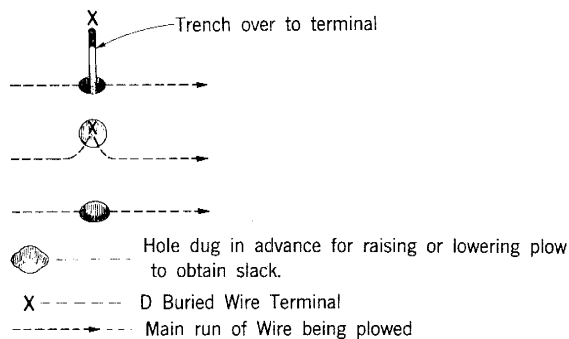 X
Trench over to terminal
X
Hole dug in advance for raising or lowering plow
to obtain slack.
X D Buried Wire Terminal
Main run of Wire being plowed